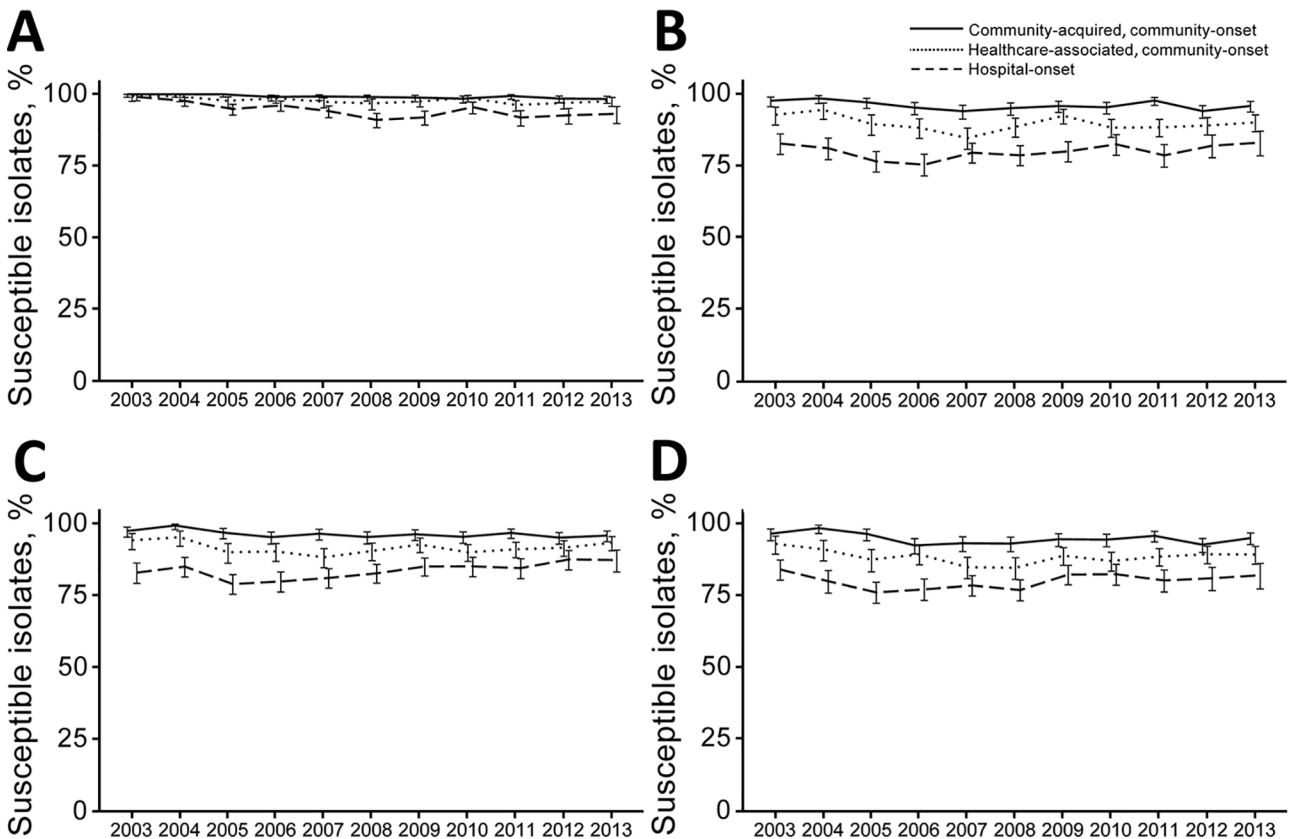 A
Susceptible isolates, %
100
75
50
25
0
2003 2004 2005 2006 2007 2008 2009 2010 2011 2012 2013
B
Community-acquired, community-onset
Healthcare-associated, community-onset
Hospital-onset
Susceptible isolates, %
100
75
50
25
0
2003 2004 2005 2006 2007 2008 2009 2010 2011 2012 2013
C
Susceptible isolates, %
100
75
50
25
0
2003 2004 2005 2006 2007 2008 2009 2010 2011 2012 2013
D
Susceptible isolates, %
100
75
50
25
0
2003 2004 2005 2006 2007 2008 2009 2010 2011 2012 2013